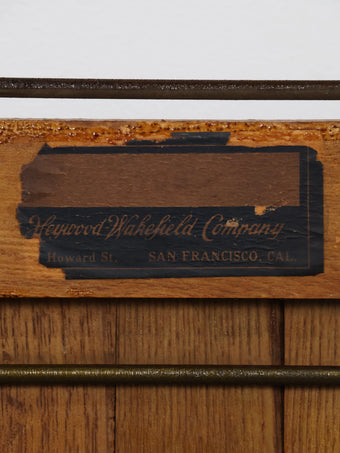 Heywood Wakefield Company
Howard St. SAN FRANCISCO, CAL.